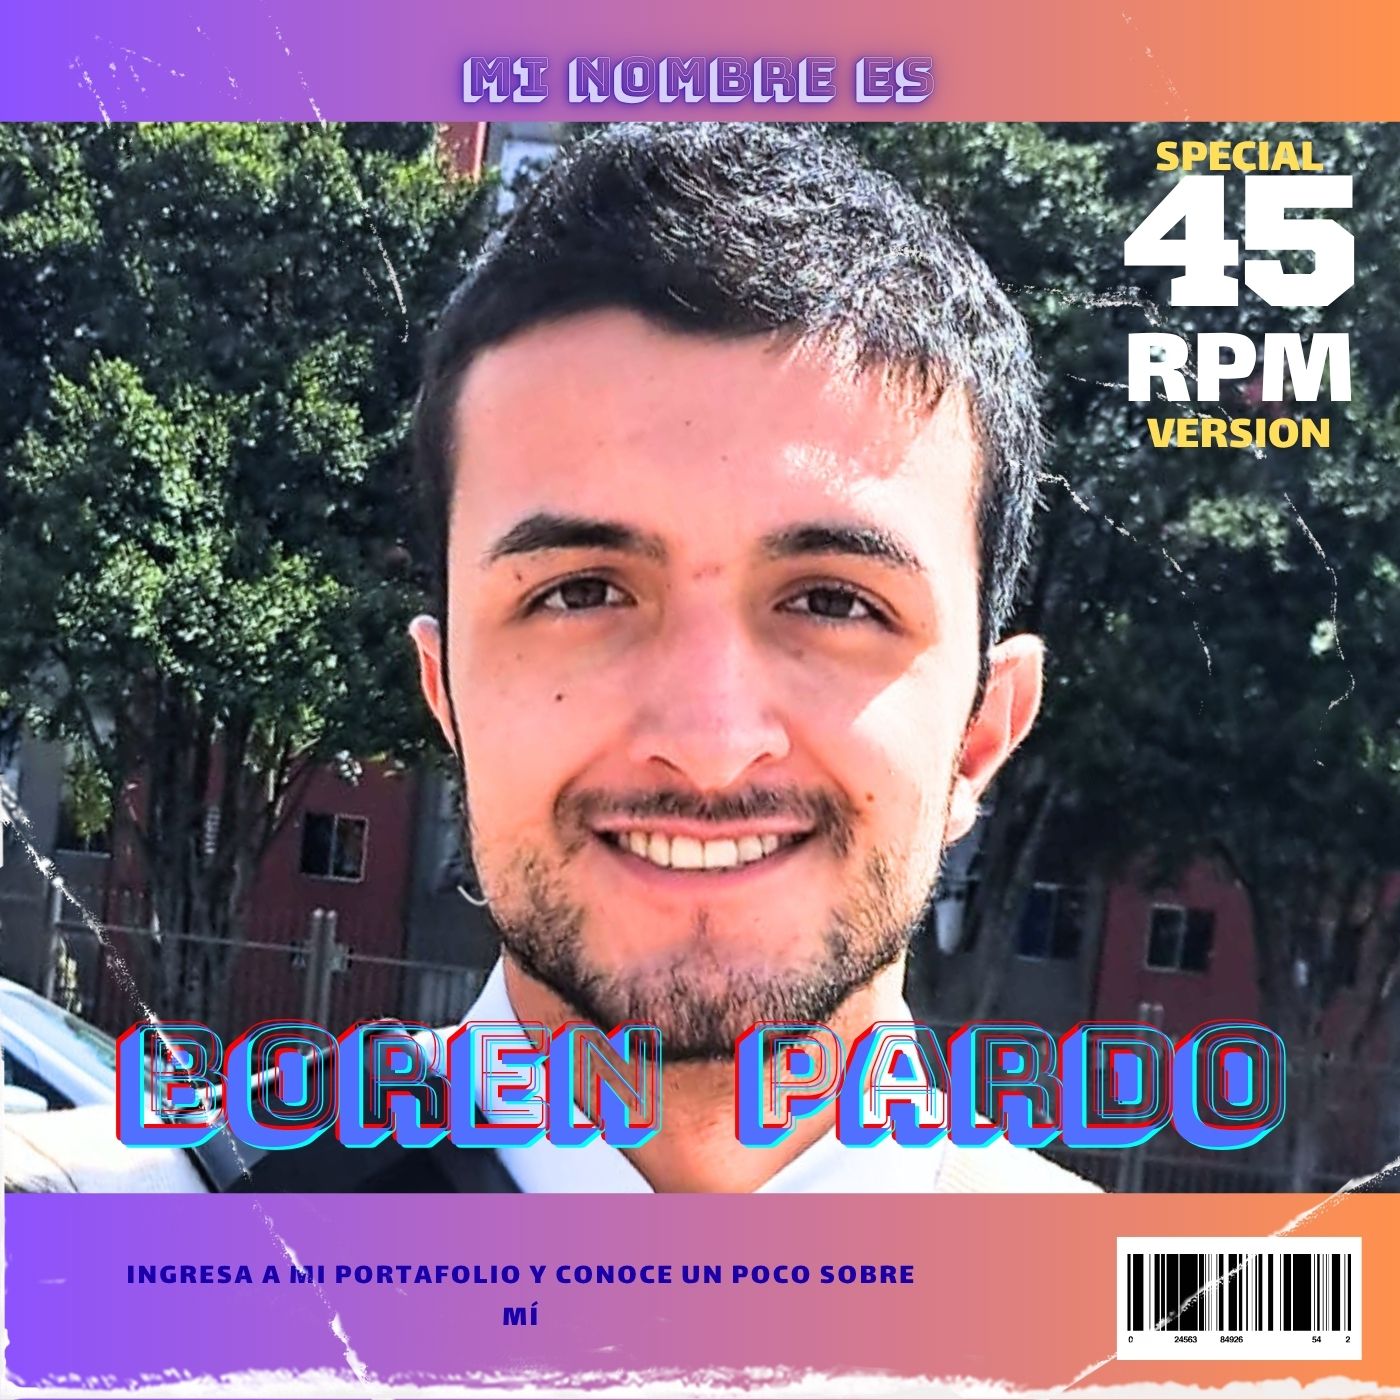 MI NOMBRE ES
SPECIAL
45
RPM
VERSION
BOREN PARDO
INGRESA A MI PORTAFOLIO Y CONOCE UN POCO SOBRE
MÍ
0 24563 84926 54 2